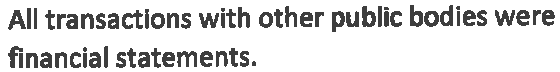 All transactions with other public bodies were
financial statements.